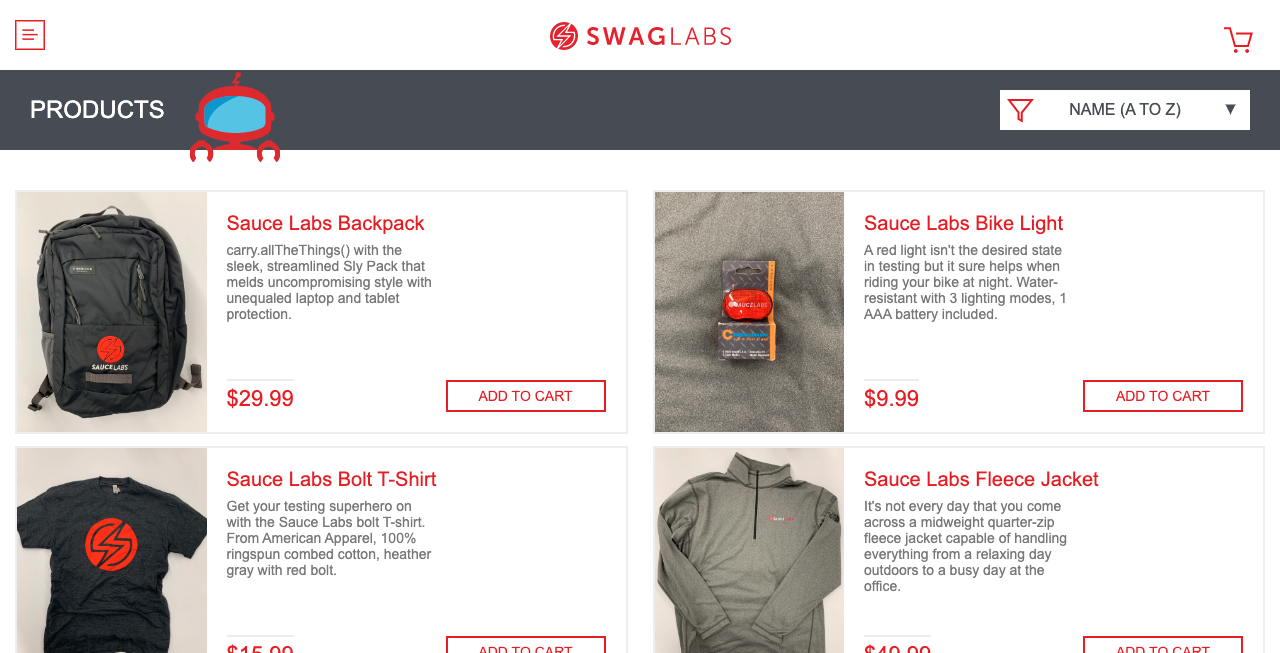 SWAGLABS
PRODUCTS
NAME (A TO Z)
Sauce Labs Backpack
carry.allTheThings() with the
sleek, streamlined Sly Pack that
melds uncompromising style with
unequaled laptop and tablet
protection.
$29.99
ADD TO CART
SAUCELABS
Sauce Labs Bike Light
A red light isn't the desired state
in testing but it sure helps when
riding your bike at night. Water-
resistant with 3 lighting modes, 1
AAA battery included.
$9.99
ADD TO CART
SAUCELABS
Sauce Labs Bolt T-Shirt
Get your testing superhero on
with the Sauce Labs bolt T-shirt.
From American Apparel, 100%
ringspun combed cotton, heather
gray with red bolt.
$15.99
ADD TO CART
Sauce Labs Fleece Jacket
It's not every day that you come
across a midweight quarter-zip
fleece jacket capable of handling
everything from a relaxing day
outdoors to a busy day at the
office.
$49.99
ADD TO CART